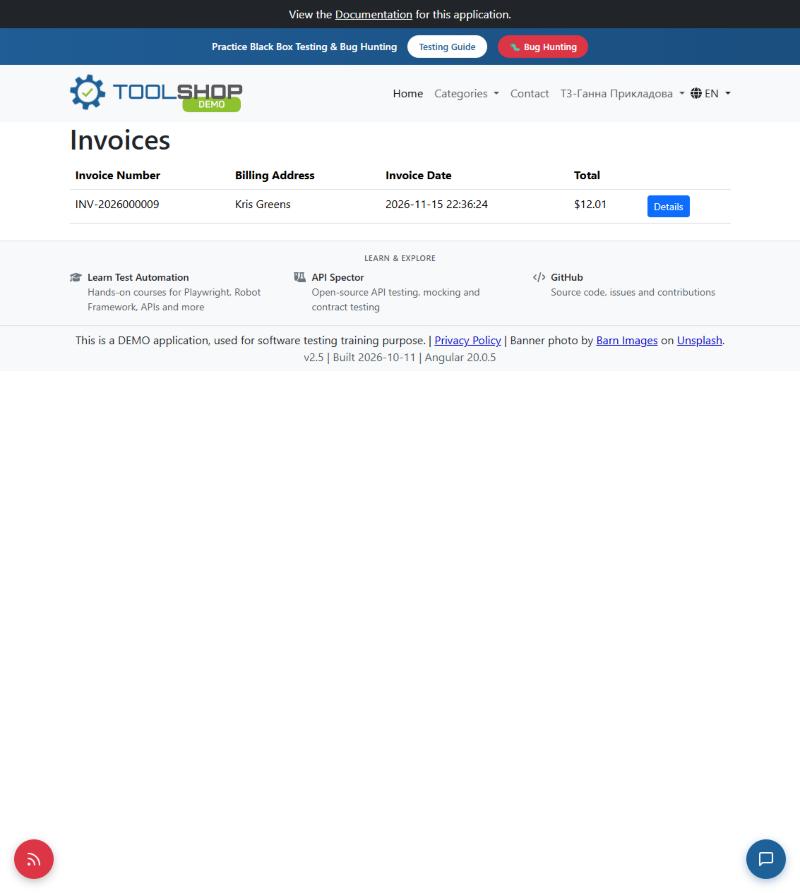 View the Documentation for this application.
Practice Black Box Testing & Bug Hunting Testing Guide Bug Hunting
TOOLSHOP
DEMO
Home Categories Contact ТЗ-Ганна Прикладова EN
Invoices
Invoice Number Billing Address Invoice Date Total
INV-2026000009 Kris Greens 2026-11-15 22:36:24 $12.01 Details
LEARN & EXPLORE
Learn Test Automation
Hands-on courses for Playwright, Robot
Framework, APIs and more
API Spector
Open-source API testing, mocking and
contract testing
GitHub
Source code, issues and contributions
This is a DEMO application, used for software testing training purpose. | Privacy Policy | Banner photo by Barn Images on Unsplash.
v2.5 | Built 2026-10-11 | Angular 20.0.5